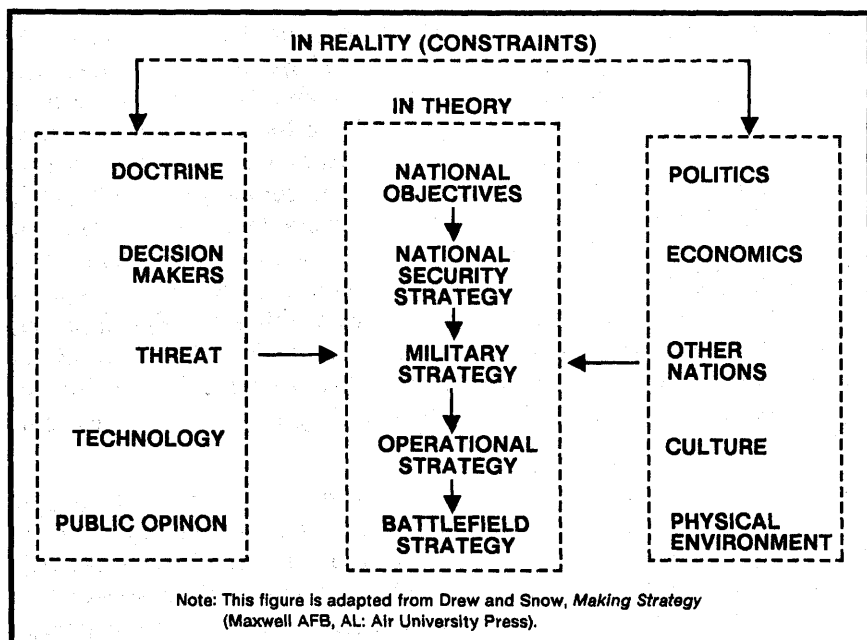 IN REALITY (CONSTRAINTS)
IN THEORY
DOCTRINE
DECISION
MAKERS
THREAT
TECHNOLOGY
PUBLIC OPINON
NATIONAL
OBJECTIVES
NATIONAL
SECURITY
STRATEGY
MILITARY
STRATEGY
OPERATIONAL
STRATEGY
BATTLEFIELD
STRATEGY
POLITICS
ECONOMICS
OTHER
NATIONS
CULTURE
PHYSICAL
ENVIRONMENT
Note: This figure is adapted from Drew and Snow, Making Strategy
(Maxwell AFB, AL: Air University Press).